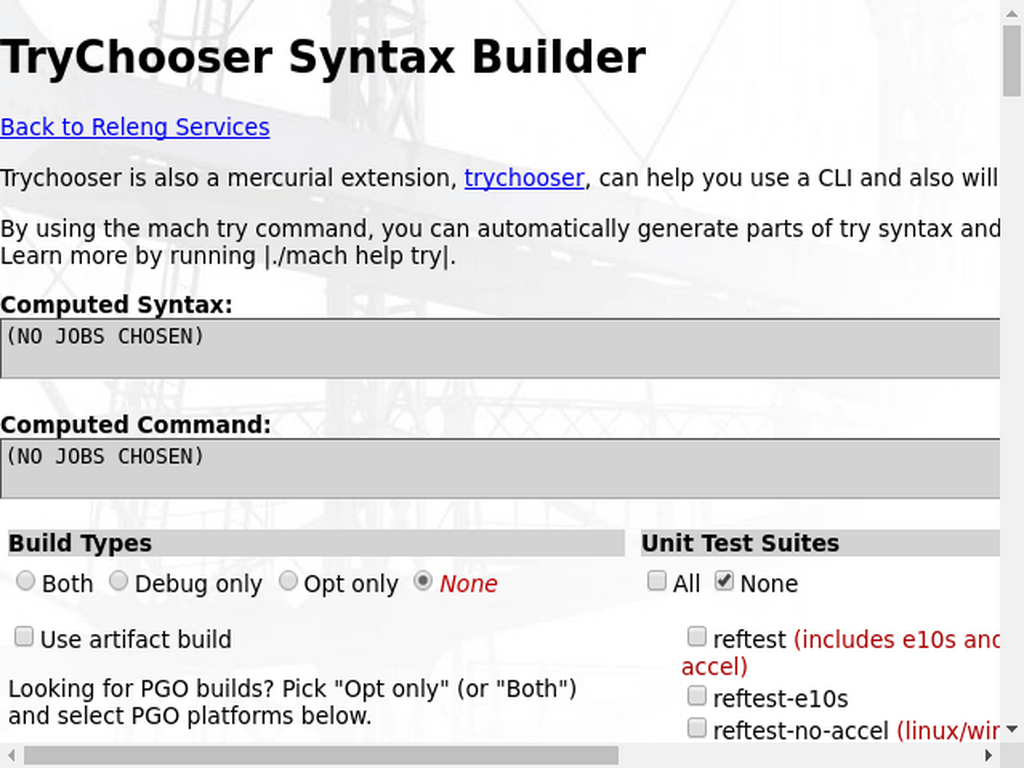 TryChooser Syntax Builder
Back to Releng Services
Trychooser is also a mercurial extension, trychooser, can help you use a CLI and also will
By using the mach try command, you can automatically generate parts of try syntax and
Learn more by running |./mach help try|.
Computed Syntax:
(NO JOBS CHOSEN)
Computed Command:
(NO JOBS CHOSEN)
Build Types
Both Debug only Opt only None
Use artifact build
Looking for PGO builds? Pick "Opt only" (or "Both")
and select PGO platforms below.
Unit Test Suites
All None
reftest (includes e10s and
accel)
reftest-e10s
reftest-no-accel (linux/win